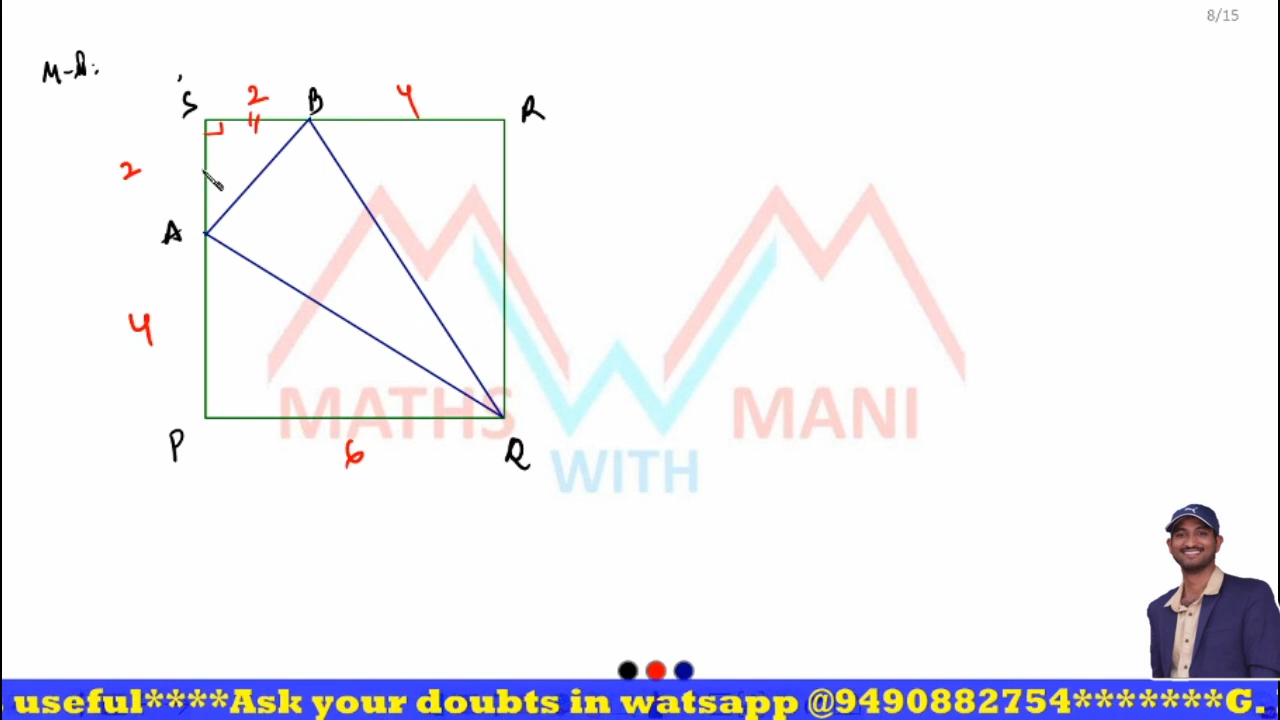 8/15
M-A:
S 2 B 4 R
2
A
4
P 6 Q
MATHS WITH MANI
useful****Ask your doubts in watsapp @9490882754*******G.